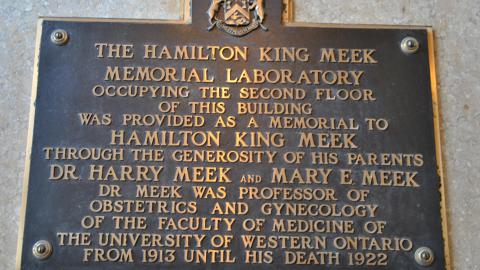 THE HAMILTON KING MEEK
MEMORIAL LABORATORY
OCCUPYING THE SECOND FLOOR
OF THIS BUILDING
WAS PROVIDED AS A MEMORIAL TO
HAMILTON KING MEEK
THROUGH THE GENEROSITY OF HIS PARENTS
DR. HARRY MEEK AND MARY E. MEEK
DR MEEK WAS PROFESSOR OF
OBSTETRICS AND GYNECOLOGY
OF THE FACULTY OF MEDICINE OF
THE UNIVERSITY OF WESTERN ONTARIO
FROM 1913 UNTIL HIS DEATH 1922